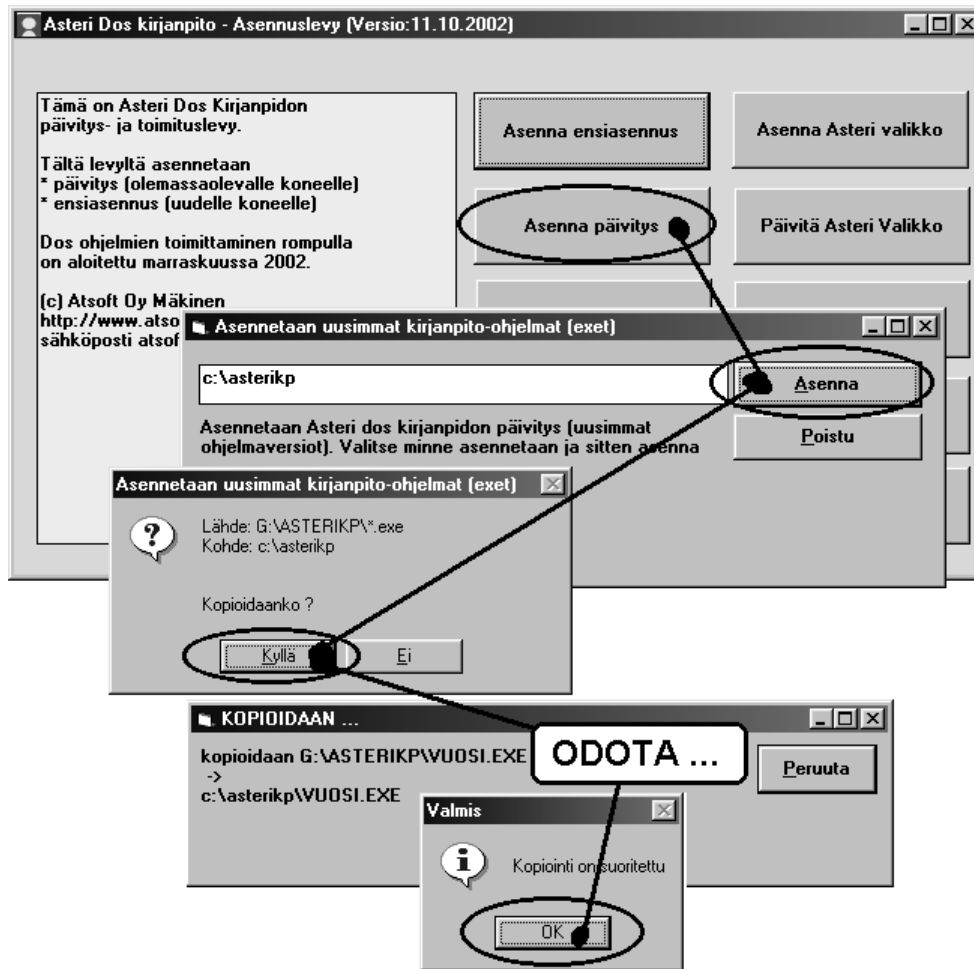 Asteri Dos kirjanpito - Asennuslevy (Versio:11.10.2002)
Tämä on Asteri Dos Kirjanpidon
päivitys- ja toimituslevy.
Tältä levyltä asennetaan
* päivitys (olemassaolevalle koneelle)
* ensiasennus (uudelle koneelle)
Dos ohjelmien toimittaminen rompulla
on aloitettu marraskuussa 2002.
(c) Atsoft Oy Mäkinen
http://www.atso
sähköposti atsof
Asenna ensiasennus
Asenna Asteri valikko
Asenna päivitys
Päivitä Asteri Valikko
Asennetaan uusimmat kirjanpito-ohjelmat (exet)
c:\asterikp
Asenna
Asennetaan Asteri dos kirjanpidon päivitys (uusimmat
ohjelmaversiot). Valitse minne asennetaan ja sitten asenna
Poistu
Asennetaan uusimmat kirjanpito-ohjelmat (exet)
Lähde: G:\ASTERIKP\*.exe
Kohde: c:\asterikp
Kopioidaanko ?
Kyllä
Ei
KOPIOIDAAN ...
kopioidaan G:\ASTERIKP\VUOSI.EXE
->
c:\asterikp\VUOSI.EXE
ODOTA ...
Peruuta
Valmis
Kopiointi on suoritettu
OK